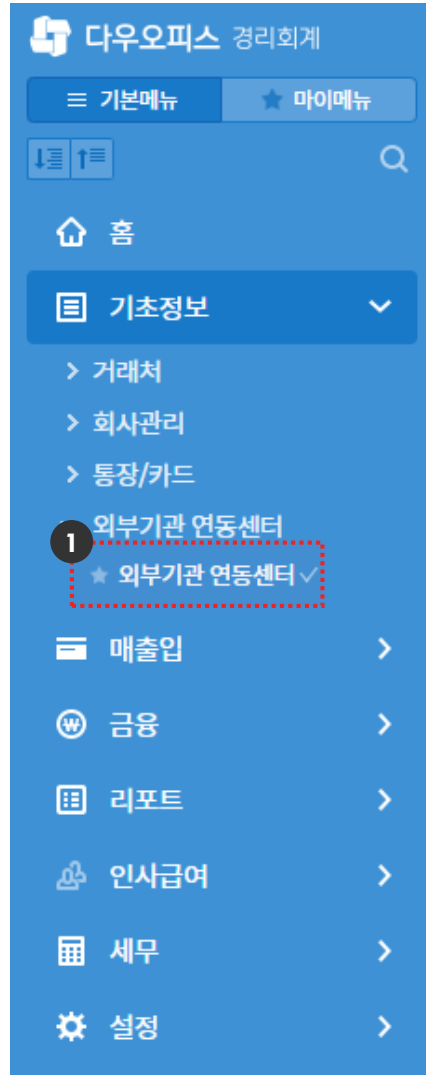 다우오피스 경리회계
기본메뉴 마이메뉴
홈
기초정보
거래처
회사관리
통장/카드
외부기관 연동센터
1
외부기관 연동센터
매출입
금융
리포트
인사급여
세무
설정